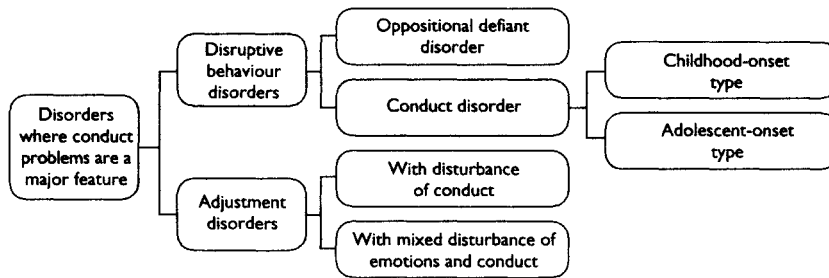 Disorders
where conduct
problems are a
major feature
Disruptive
behaviour
disorders
Adjustment
disorders
Oppositional defiant
disorder
Conduct disorder
With disturbance
of conduct
With mixed disturbance of
emotions and conduct
Childhood-onset
type
Adolescent-onset
type